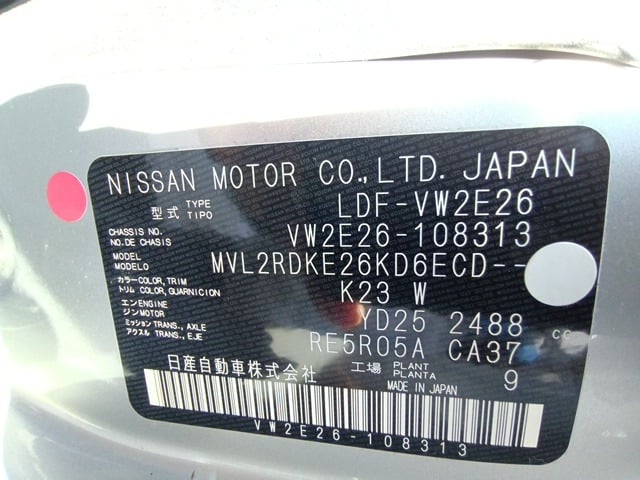 NISSAN MOTOR CO.,LTD. JAPAN
型式 TYPE TIPO LDF-VW2E26
CHASSIS NO. NO.DE CHASIS VW2E26-108313
MODEL MODELO MVL2RDKE26KD6ECD--
カラー COLOR,TRIM トリム COLOR,GUARNICION K23 W
エンジン ENGINE MOTOR YD25 2488 CC
ミッション TRANS., AXLE アクスル TRANS., EJE RE5R05A CA37
日産自動車株式会社 工場 PLANT PLANTA 9
MADE IN JAPAN
VW2E26-108313